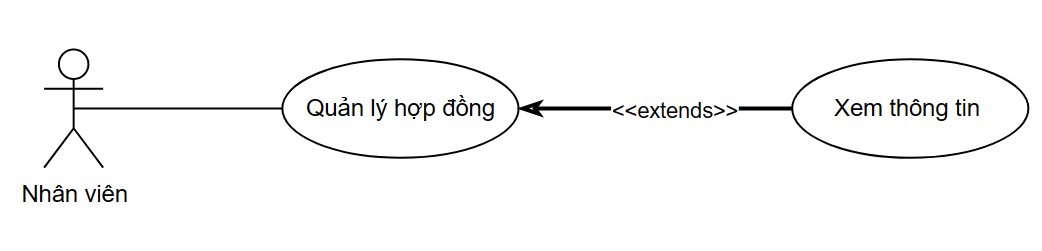 Quản lý hợp đồng
<<extends>>
Xem thông tin
Nhân viên